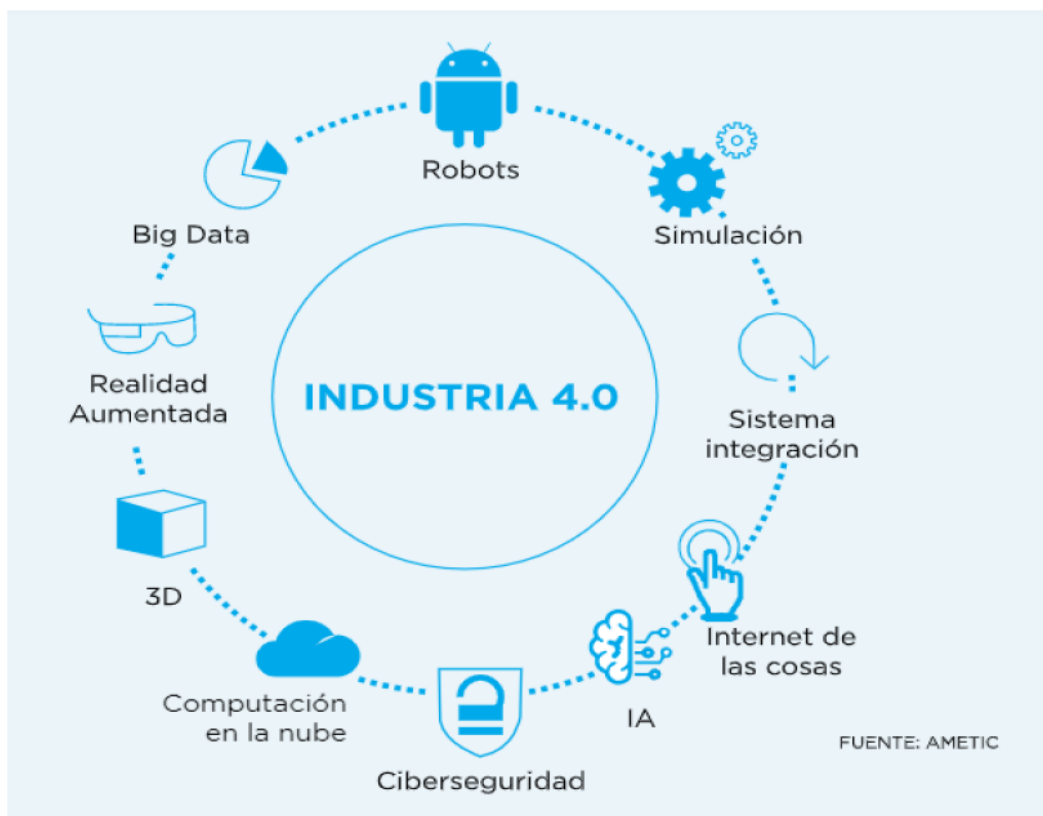 Robots
Simulación
Sistema
integración
Internet de
las cosas
IA
Ciberseguridad
Computación
en la nube
3D
Realidad
Aumentada
Big Data
INDUSTRIA 4.0
FUENTE: AMETIC